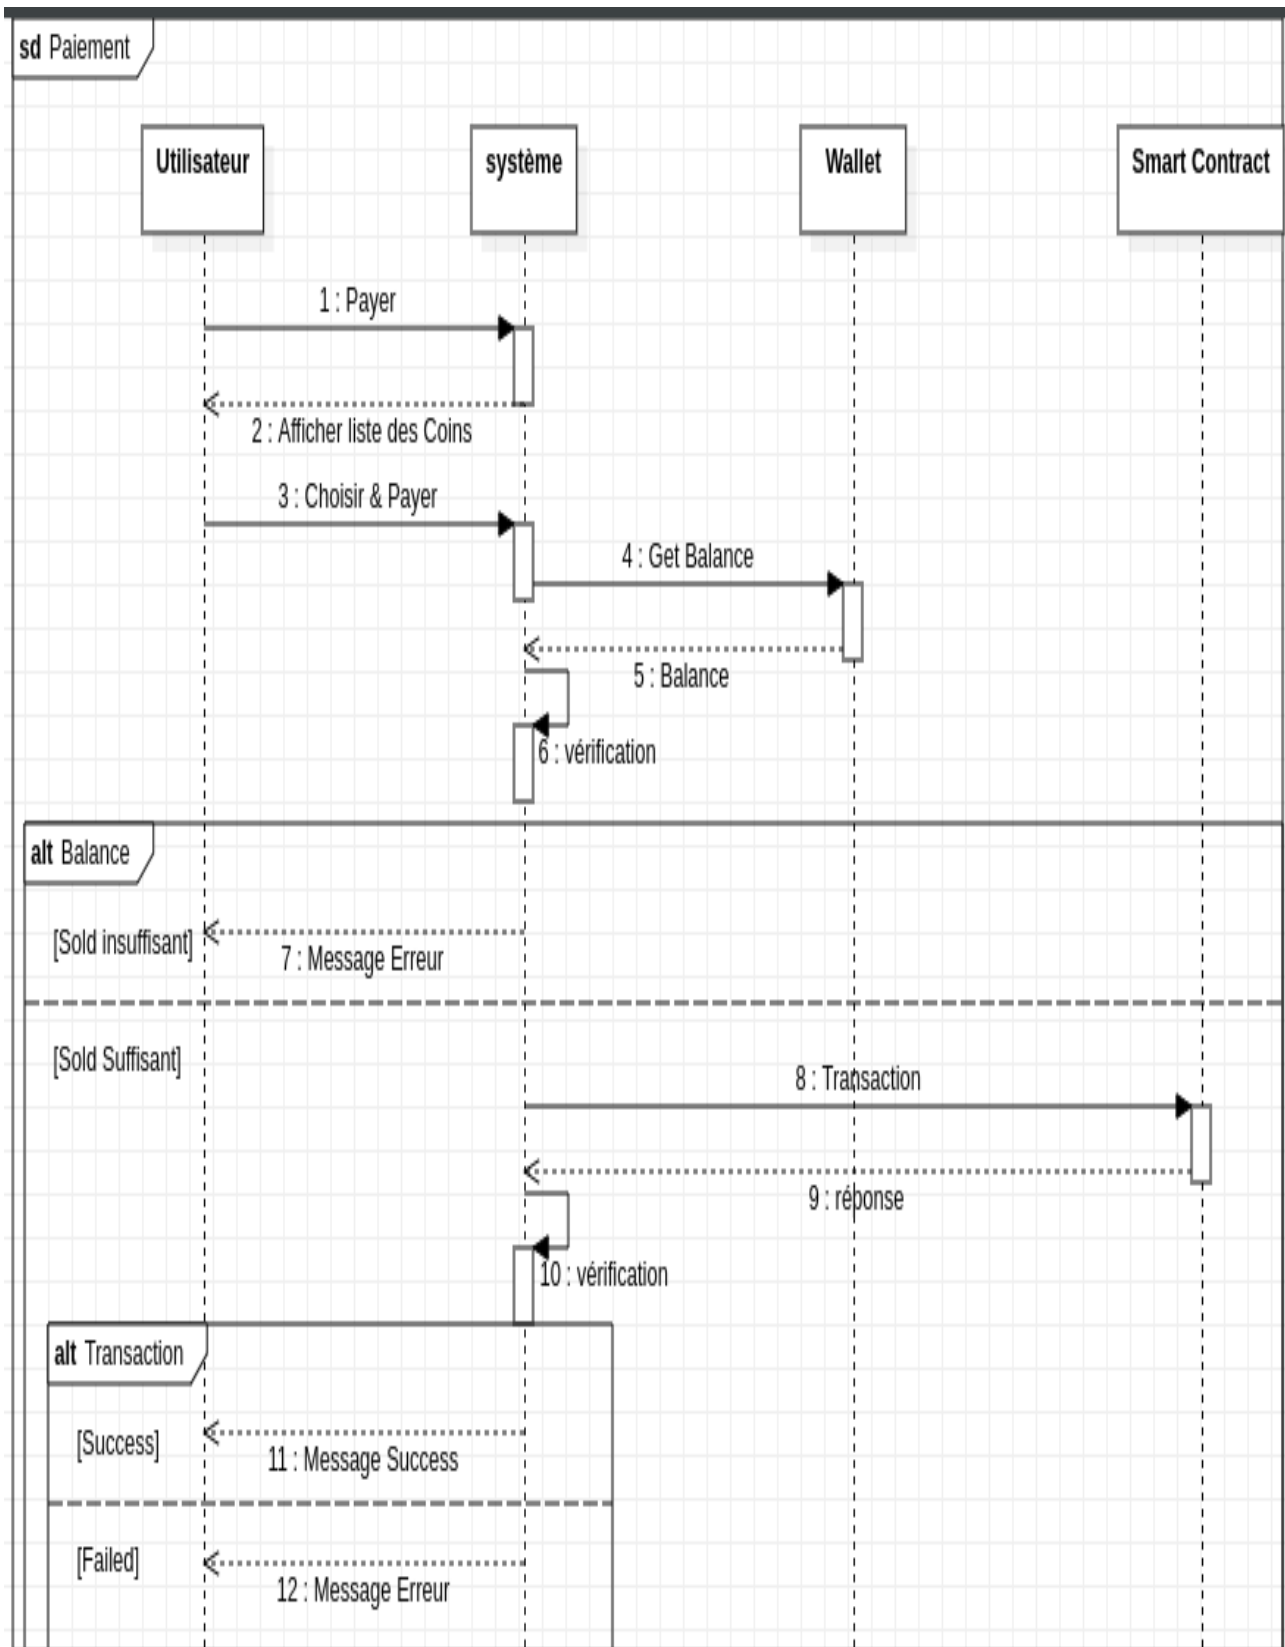 sd Paiement
Utilisateur
système
Wallet
Smart Contract
1 : Payer
2 : Afficher liste des Coins
3 : Choisir & Payer
4 : Get Balance
5 : Balance
6 : vérification
alt Balance
[Sold insuffisant]
7 : Message Erreur
[Sold Suffisant]
8 : Transaction
9 : réponse
10 : vérification
alt Transaction
[Success]
11 : Message Success
[Failed]
12 : Message Erreur